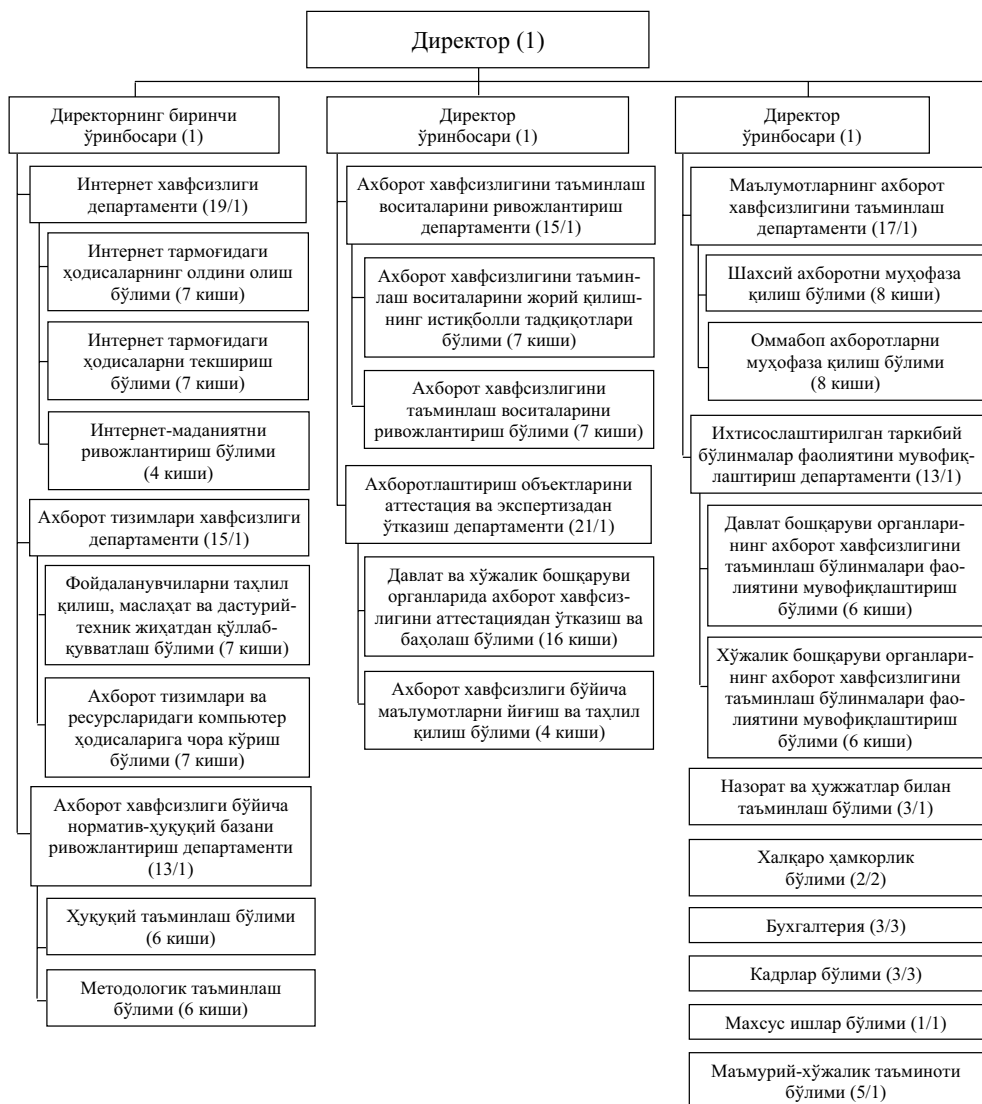 Директор (1)
Директорнинг биринчи
ўринбосари (1)
Интернет хавфсизлиги
департаменти (19/1)
Интернет тармоғидаги
ҳодисаларнинг олдини олиш
бўлими (7 киши)
Интернет тармоғидаги
ҳодисаларни текшириш
бўлими (7 киши)
Интернет-маданиятни
ривожлантириш бўлими
(4 киши)
Ахборот тизимлари хавфсизлиги
департаменти (15/1)
Фойдаланувчиларни таҳлил
қилиш, маслаҳат ва дастурий-
техник жиҳатдан қўллаб-
қувватлаш бўлими (7 киши)
Ахборот тизимлари ва
ресурсларидаги компьютер
ҳодисаларига чора кўриш
бўлими (7 киши)
Ахборот хавфсизлиги бўйича
норматив-ҳуқуқий базани
ривожлантириш департаменти
(13/1)
Ҳуқуқий таъминлаш бўлими
(6 киши)
Методологик таъминлаш
бўлими (6 киши)
Директор
ўринбосари (1)
Ахборот хавфсизлигини таъминлаш
воситаларини ривожлантириш
департаменти (15/1)
Ахборот хавфсизлигини таъмин-
лаш воситаларини жорий қилиш-
нинг истиқболли тадқиқотлари
бўлими (7 киши)
Ахборот хавфсизлигини
таъминлаш воситаларини
ривожлантириш бўлими (7 киши)
Ахборотлаштириш объектларини
аттестация ва экспертизадан
ўтказиш департаменти (21/1)
Давлат ва хўжалик бошқаруви
органларида ахборот хавфсиз-
лигини аттестациядан ўтказиш ва
баҳолаш бўлими (16 киши)
Ахборот хавфсизлиги бўйича
маълумотларни йиғиш ва таҳлил
қилиш бўлими (4 киши)
Директор
ўринбосари (1)
Маълумотларнинг ахборот
хавфсизлигини таъминлаш
департаменти (17/1)
Шахсий ахборотни муҳофаза
қилиш бўлими (8 киши)
Оммабоп ахборотларни
муҳофаза қилиш бўлими
(8 киши)
Ихтисослаштирилган таркибий
бўлинмалар фаолиятини мувофиқ-
лаштириш департаменти (13/1)
Давлат бошқаруви органлари-
нинг ахборот хавфсизлигини
таъминлаш бўлинмалари фао-
лиятини мувофиқлаштириш
бўлими (6 киши)
Хўжалик бошқаруви органлари-
нинг ахборот хавфсизлигини
таъминлаш бўлинмалари фао-
лиятини мувофиқлаштириш
бўлими (6 киши)
Назорат ва ҳужжатлар билан
таъминлаш бўлими (3/1)
Халқаро ҳамкорлик
бўлими (2/2)
Бухгалтерия (3/3)
Кадрлар бўлими (3/3)
Махсус ишлар бўлими (1/1)
Маъмурий-хўжалик таъминоти
бўлими (5/1)